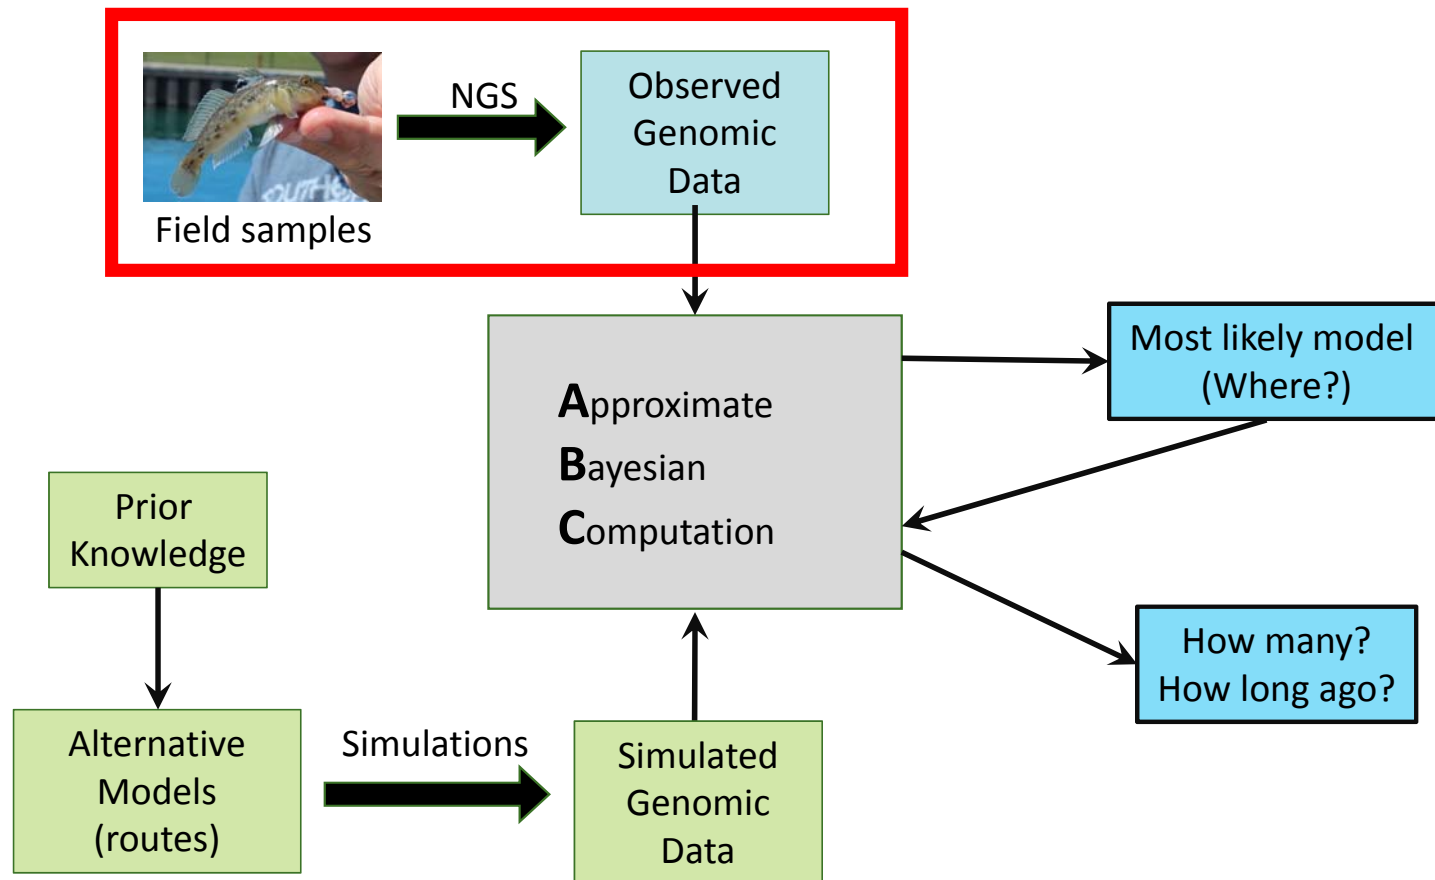 NGS
Observed
Genomic
Data
Field samples
Approximate
Bayesian
Computation
Most likely model
(Where?)
Prior
Knowledge
How many?
How long ago?
Alternative
Models
(routes)
Simulations
Simulated
Genomic
Data